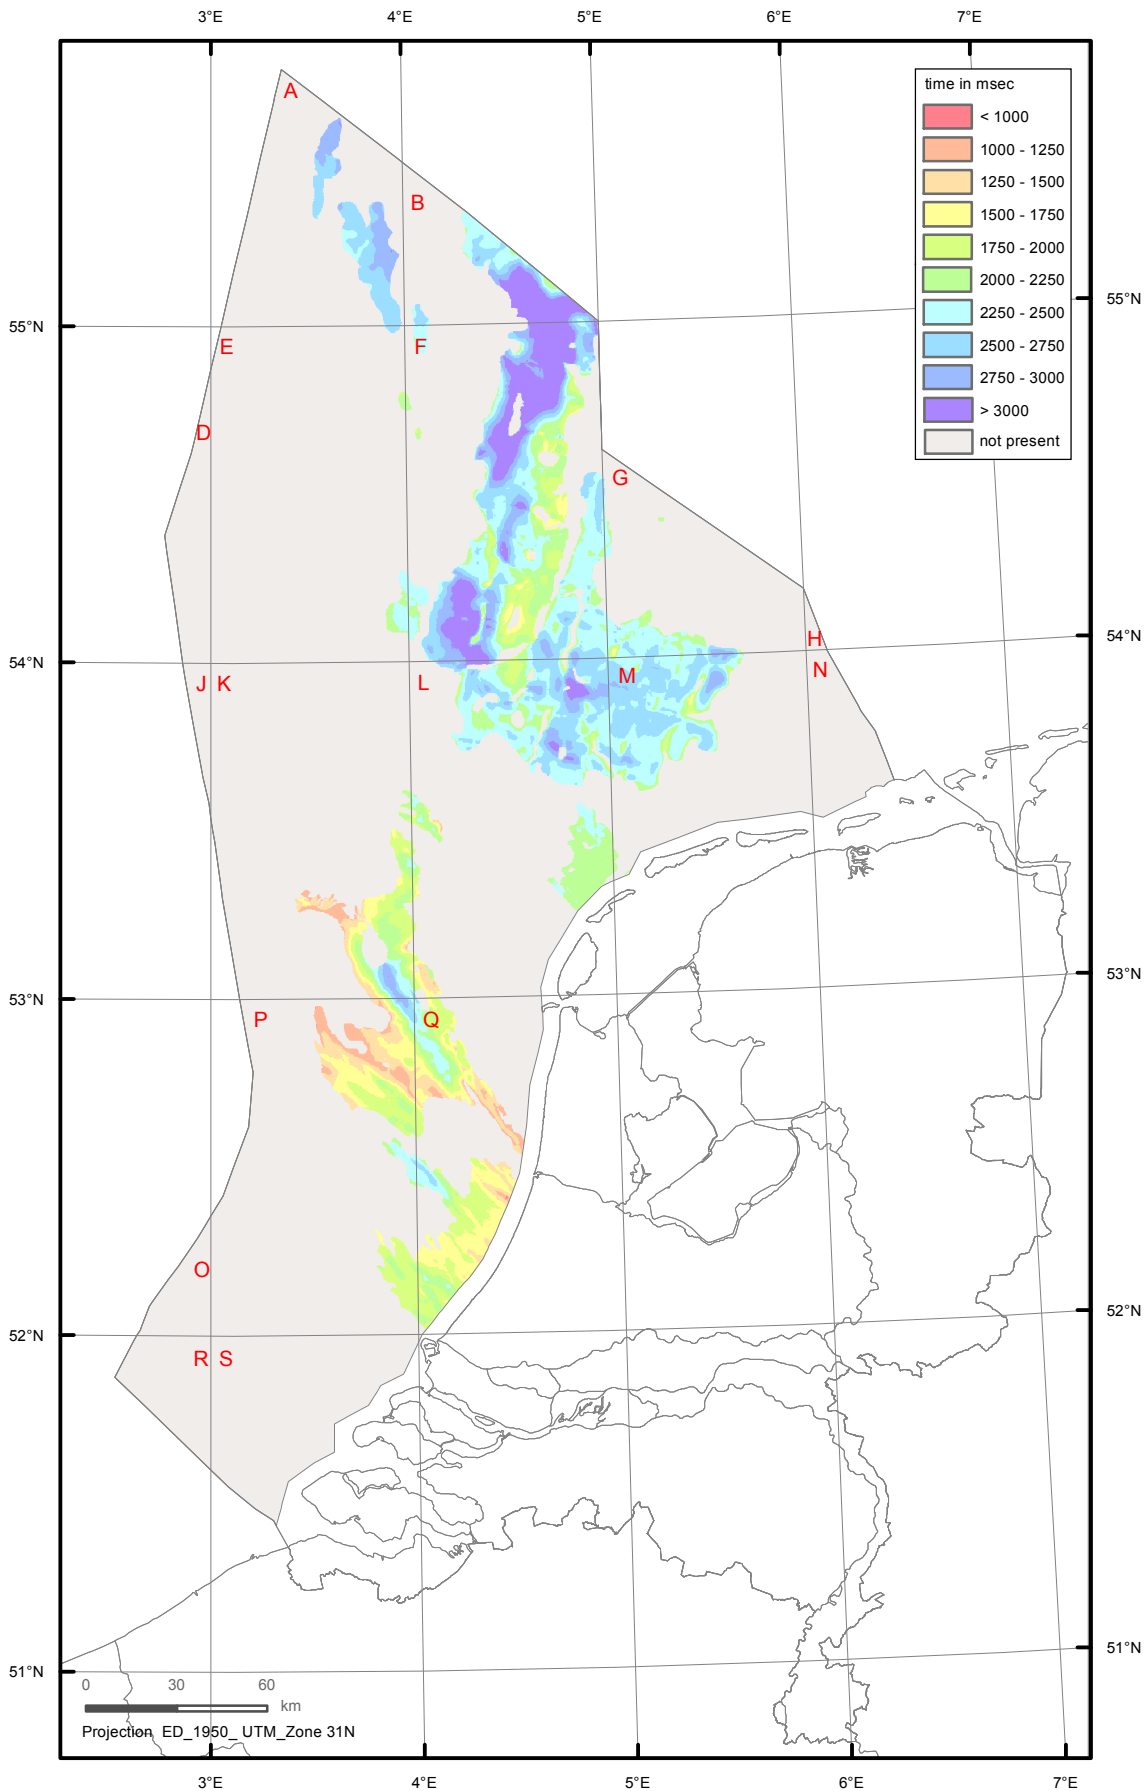 3°E 4°E 5°E 6°E 7°E
time in msec
< 1000
1000 - 1250
1250 - 1500
1500 - 1750
1750 - 2000
2000 - 2250
2250 - 2500
2500 - 2750
2750 - 3000
> 3000
not present
A
B
55°N 55°N
E F
D
G
H
54°N 54°N
J K L M N
53°N 53°N
P Q
O
52°N 52°N
R S
51°N 51°N
0 30 60
km
Projection ED_1950_ UTM_Zone 31N
3°E 4°E 5°E 6°E 7°E